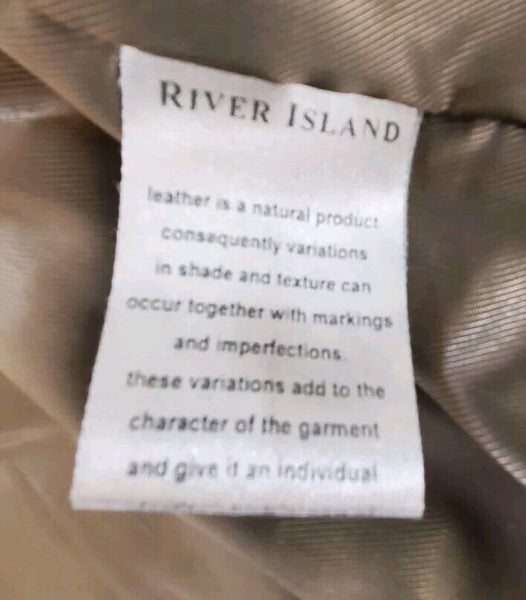 RIVER ISLAND
leather is a natural product
consequently variations
in shade and texture can
occur together with markings
and imperfections.
these variations add to the
character of the garment
and give it an individual